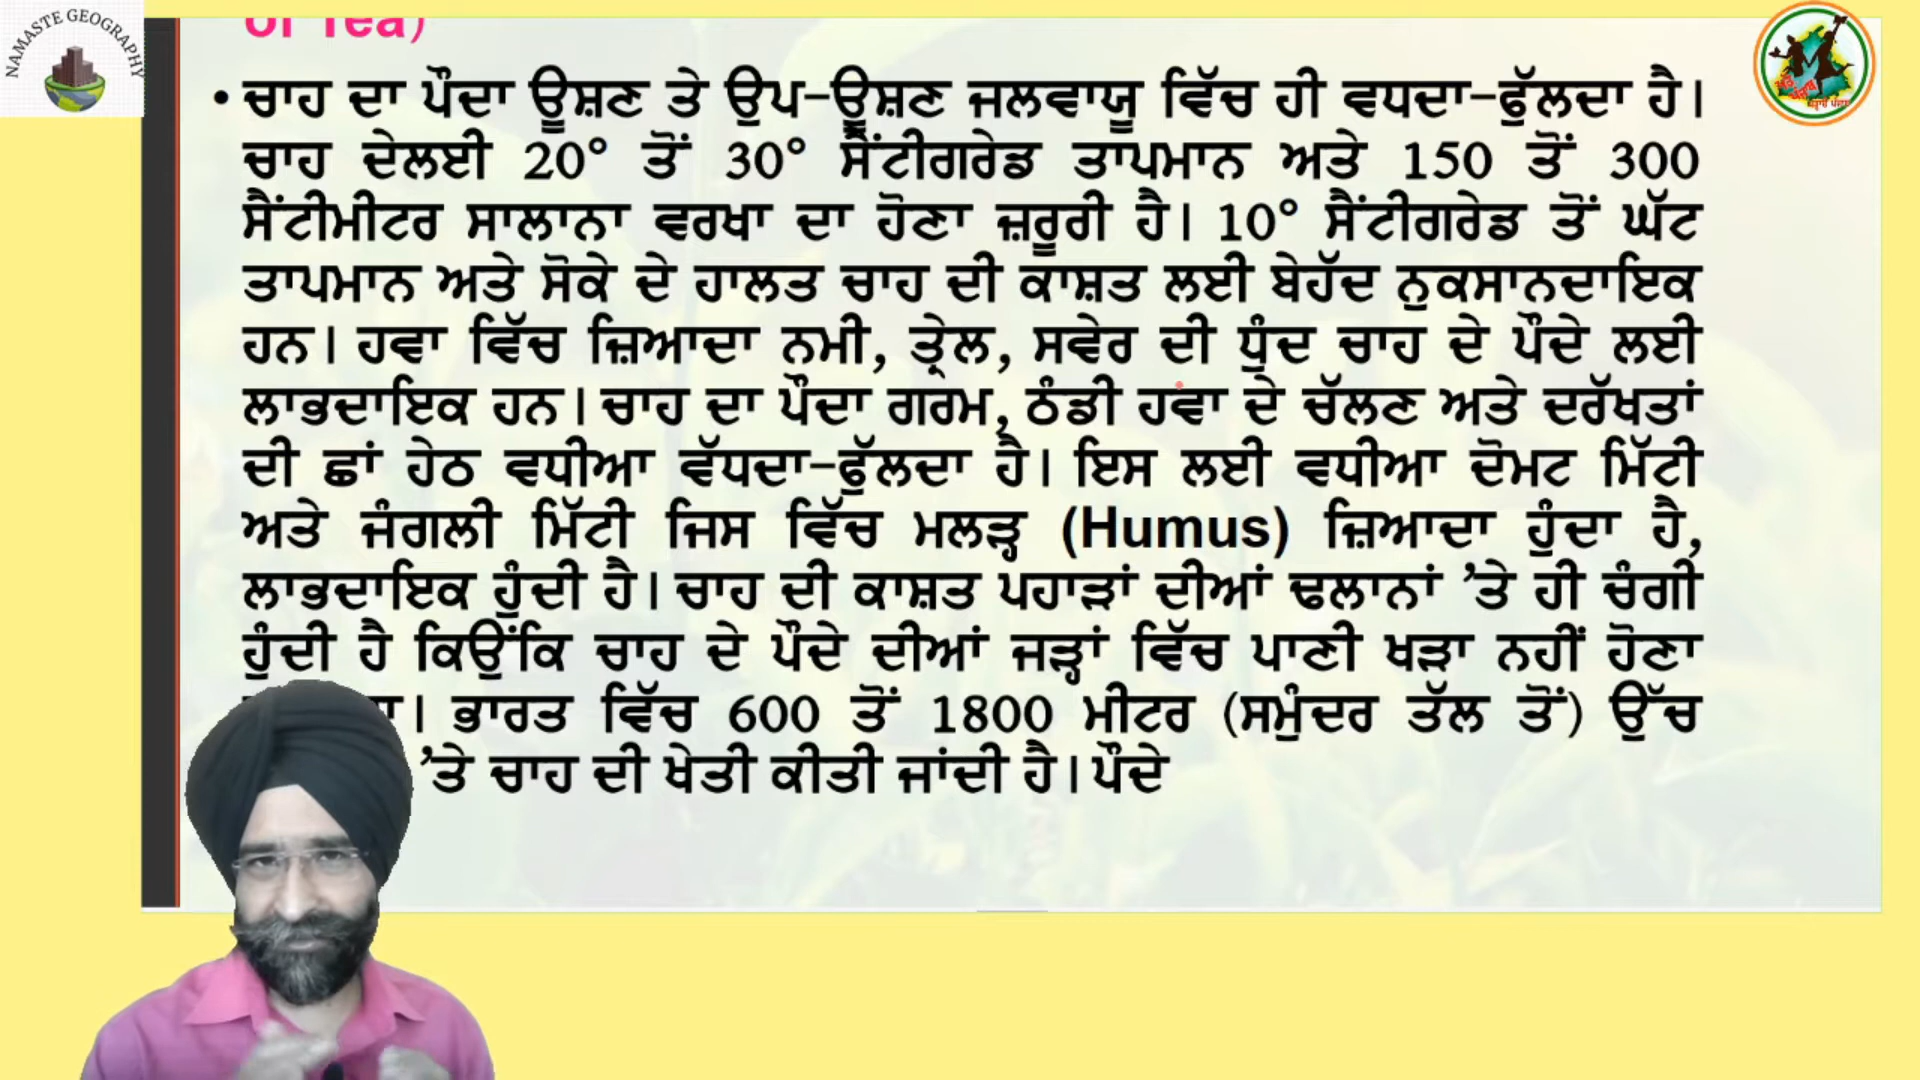 NAMASTE GEOGRAPHY
of Tea)
• ਚਾਹ ਦਾ ਪੌਦਾ ਊਸ਼ਣ ਤੇ ਉਪ-ਊਸ਼ਣ ਜਲਵਾਯੂ ਵਿੱਚ ਹੀ ਵਧਦਾ-ਫੁੱਲਦਾ ਹੈ।
ਚਾਹ ਦੇਲਈ 20° ਤੋਂ 30° ਸੈਂਟੀਗਰੇਡ ਤਾਪਮਾਨ ਅਤੇ 150 ਤੋਂ 300
ਸੈਂਟੀਮੀਟਰ ਸਾਲਾਨਾ ਵਰਖਾ ਦਾ ਹੋਣਾ ਜ਼ਰੂਰੀ ਹੈ। 10° ਸੈਂਟੀਗਰੇਡ ਤੋਂ ਘੱਟ
ਤਾਪਮਾਨ ਅਤੇ ਸੋਕੇ ਦੇ ਹਾਲਤ ਚਾਹ ਦੀ ਕਾਸ਼ਤ ਲਈ ਬੇਹੱਦ ਨੁਕਸਾਨਦਾਇਕ
ਹਨ। ਹਵਾ ਵਿੱਚ ਜ਼ਿਆਦਾ ਨਮੀ, ਤ੍ਰੇਲ, ਸਵੇਰ ਦੀ ਧੁੰਦ ਚਾਹ ਦੇ ਪੌਦੇ ਲਈ
ਲਾਭਦਾਇਕ ਹਨ। ਚਾਹ ਦਾ ਪੌਦਾ ਗਰਮ, ਠੰਡੀ ਹਵਾ ਦੇ ਚੱਲਣ ਅਤੇ ਦਰੱਖਤਾਂ
ਦੀ ਛਾਂ ਹੇਠ ਵਧੀਆ ਵੱਧਦਾ-ਫੁੱਲਦਾ ਹੈ। ਇਸ ਲਈ ਵਧੀਆ ਦੋਮਟ ਮਿੱਟੀ
ਅਤੇ ਜੰਗਲੀ ਮਿੱਟੀ ਜਿਸ ਵਿੱਚ ਮਲੜ੍ਹ (Humus) ਜ਼ਿਆਦਾ ਹੁੰਦਾ ਹੈ,
ਲਾਭਦਾਇਕ ਹੁੰਦੀ ਹੈ। ਚਾਹ ਦੀ ਕਾਸ਼ਤ ਪਹਾੜਾਂ ਦੀਆਂ ਢਲਾਨਾਂ ’ਤੇ ਹੀ ਚੰਗੀ
ਹੁੰਦੀ ਹੈ ਕਿਉਂਕਿ ਚਾਹ ਦੇ ਪੌਦੇ ਦੀਆਂ ਜੜ੍ਹਾਂ ਵਿੱਚ ਪਾਣੀ ਖੜਾ ਨਹੀਂ ਹੋਣਾ
। ਭਾਰਤ ਵਿੱਚ 600 ਤੋਂ 1800 ਮੀਟਰ (ਸਮੁੰਦਰ ਤੱਲ ਤੋਂ) ਉੱਚ
’ਤੇ ਚਾਹ ਦੀ ਖੇਤੀ ਕੀਤੀ ਜਾਂਦੀ ਹੈ। ਪੌਦੇ